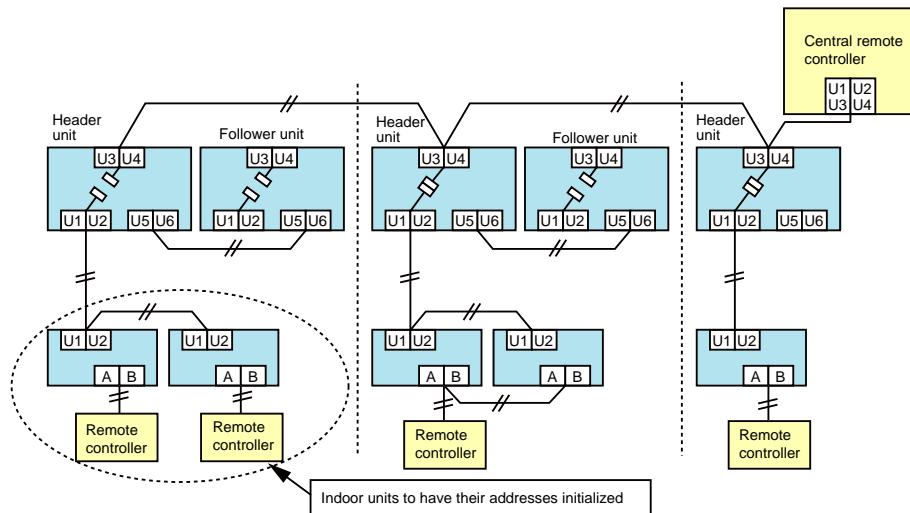 Central remote
controller
U1 U2
U3 U4
Header
unit
Follower unit
Header
unit
Follower unit
Header
unit
U3 U4
U3 U4
U3 U4
U3 U4
U3 U4
U1 U2
U5 U6
U1 U2
U5 U6
U1 U2
U5 U6
U1 U2
U5 U6
U1 U2
U5 U6
U1 U2
U1 U2
U1 U2
U1 U2
U1 U2
A B
A B
A B
A B
A B
Remote
controller
Remote
controller
Remote
controller
Remote
controller
Indoor units to have their addresses initialized